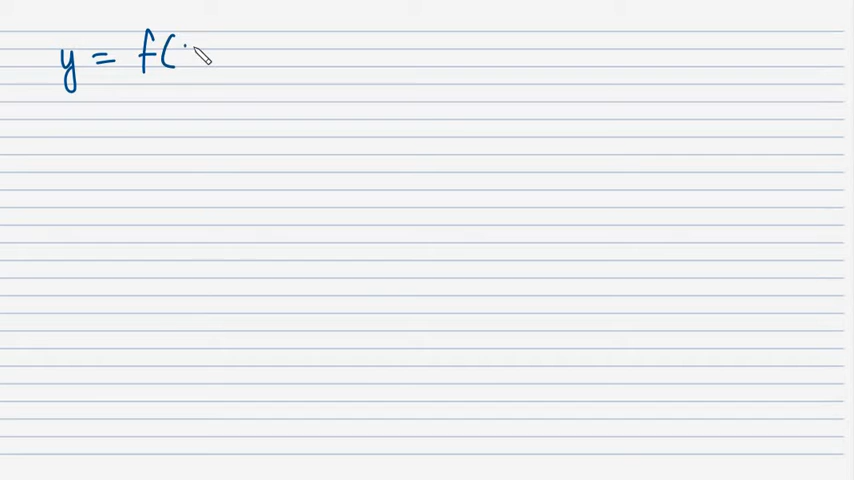 y = f(